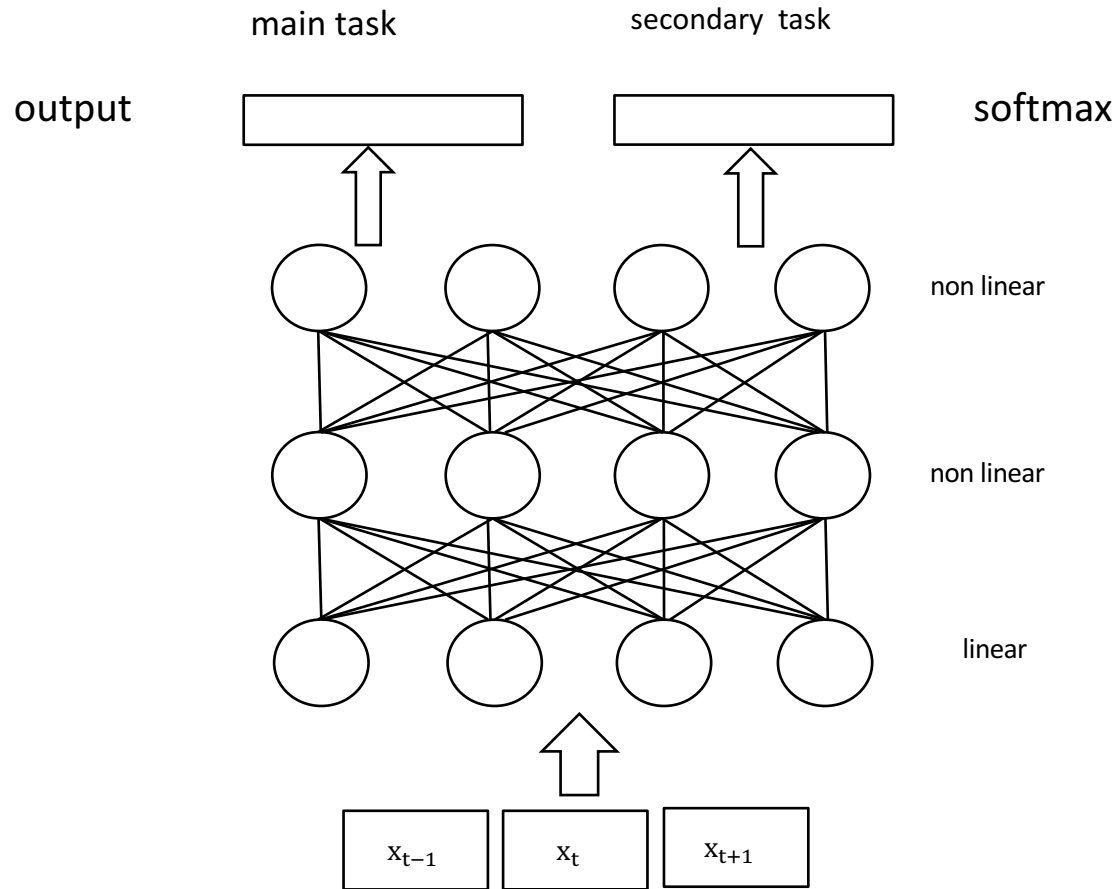 main task
secondary task
output
softmax
non linear
non linear
linear
x_{t−1}
x_t
x_{t+1}